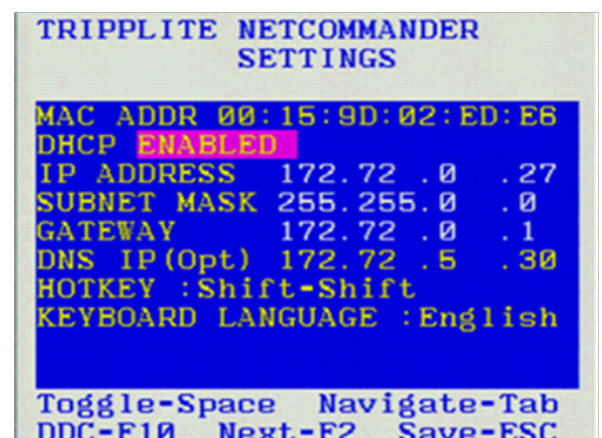 TRIPPLITE NETCOMMANDER
SETTINGS
MAC ADDR 00:15:9D:02:ED:E6
DHCP ENABLED
IP ADDRESS 172.72 .0 .27
SUBNET MASK 255.255.0 .0
GATEWAY 172.72 .0 .1
DNS IP(Opt) 172.72 .5 .30
HOTKEY :Shift-Shift
KEYBOARD LANGUAGE :English
Toggle-Space Navigate-Tab
DDC-F10 Next-F2 Save-ESC